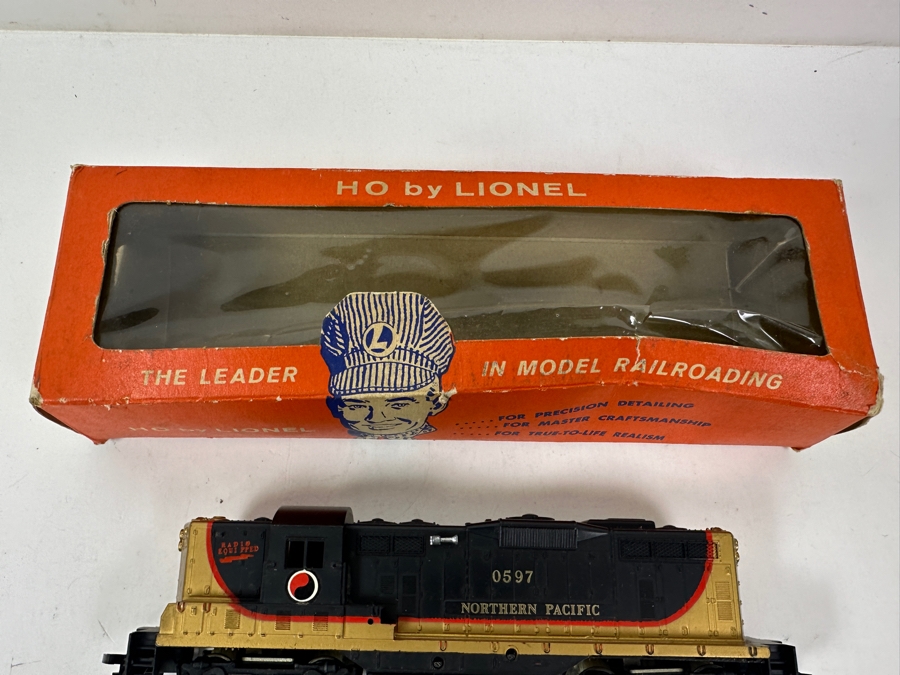 HO by LIONEL
L
THE LEADER IN MODEL RAILROADING
.....FOR PRECISION DETAILING
.....FOR MASTER CRAFTSMANSHIP
HO BY LIONEL .....FOR TRUE-TO-LIFE REALISM
RADIO
EQUIPPED
0597
NORTHERN PACIFIC